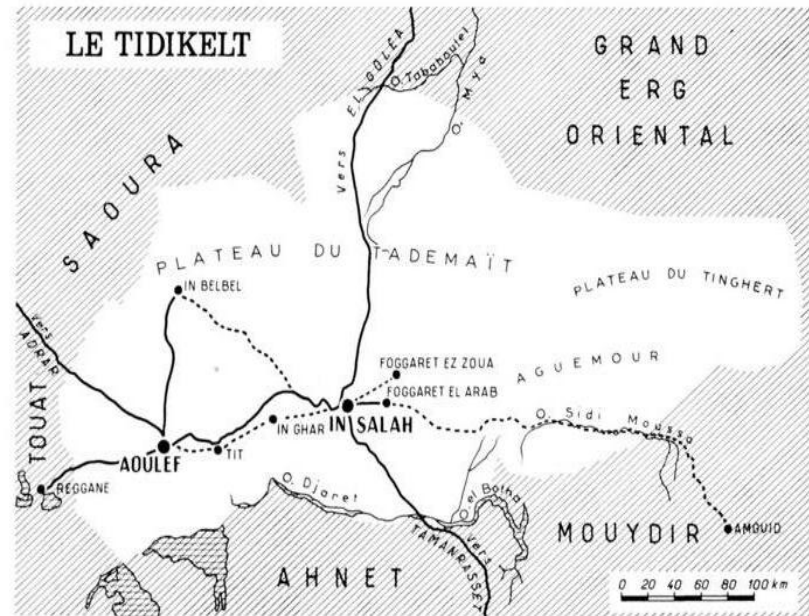 LE TIDIKELT
GRAND
ERG
ORIENTAL
Vers EL GOLÉA
O. Tababoulet
O. Mya
SAOURA
PLATEAU DU TADEMAÏT
PLATEAU DU TINGHERT
IN BELBEL
Vers ADRAR
FOGGARET EZ ZOUA
AGUEMOUR
FOGGARET EL ARAB
TOUAT
IN GHAR
IN SALAH
O. Sidi Moussa
AOULEF
TIT
REGGANE
O. Djaret
O. el Botha
MOUYDIR
AMGUID
AHNET
Vers TAMANRASSET
0 20 40 60 80 100 km